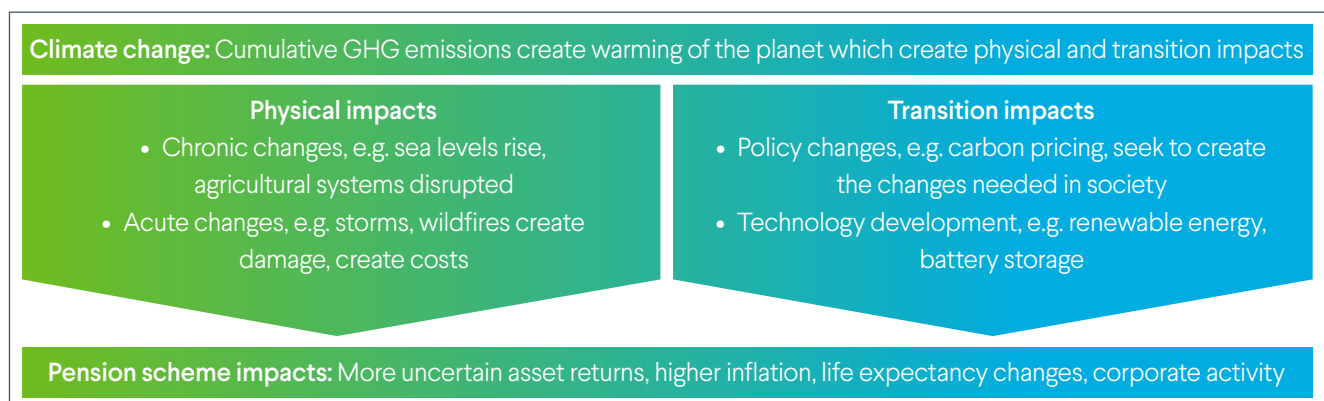 Climate change: Cumulative GHG emissions create warming of the planet which create physical and transition impacts
Physical impacts
• Chronic changes, e.g. sea levels rise,
agricultural systems disrupted
• Acute changes, e.g. storms, wildfires create
damage, create costs
Transition impacts
• Policy changes, e.g. carbon pricing, seek to create
the changes needed in society
• Technology development, e.g. renewable energy,
battery storage
Pension scheme impacts: More uncertain asset returns, higher inflation, life expectancy changes, corporate activity